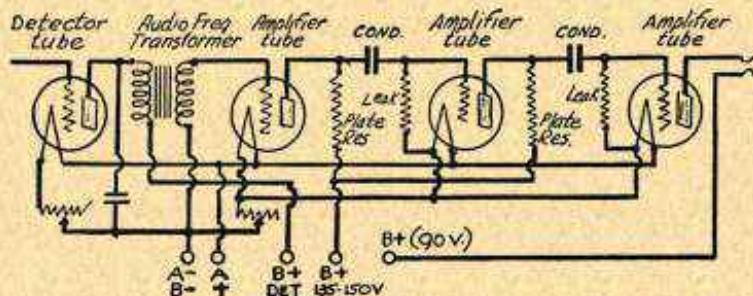 Detector tube
Audio Freq Transformer
Amplifier tube
COND.
Amplifier tube
COND.
Amplifier tube
Leak
Plate Res
Leak
Plate Res.
A- B-
A +
B+ DET
B+ 135-150V
B+ (90 v.)